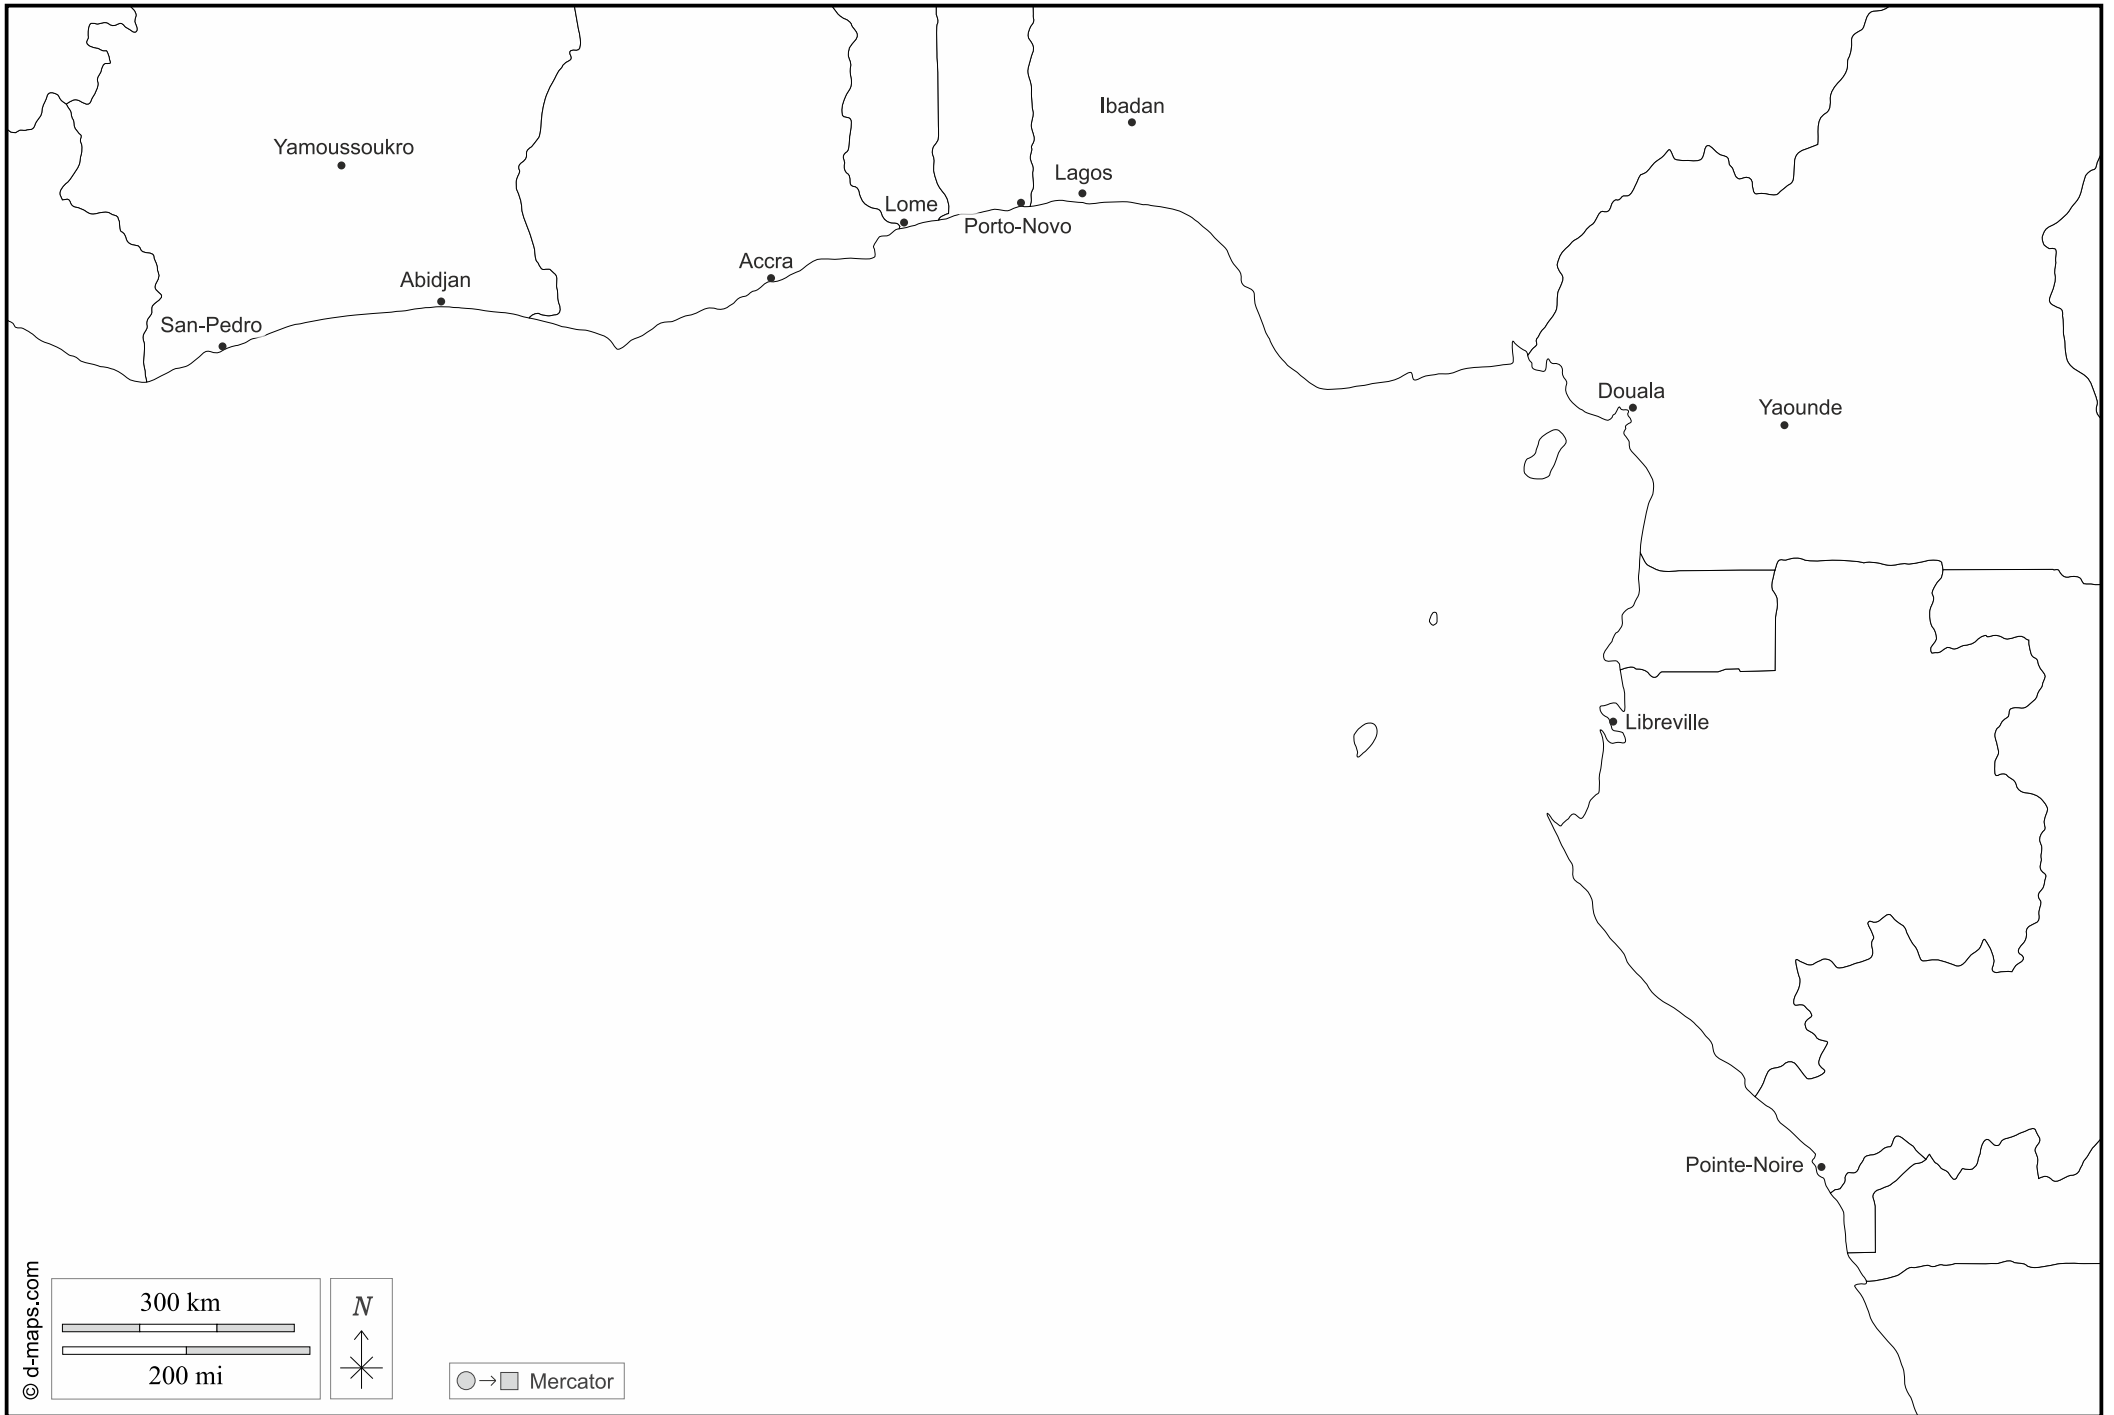 Ibadan
Yamoussoukro
Lagos
Lome
Porto-Novo
Accra
Abidjan
San-Pedro
Douala
Yaounde
Libreville
Pointe-Noire
© d-maps.com
300 km
200 mi
N
Mercator